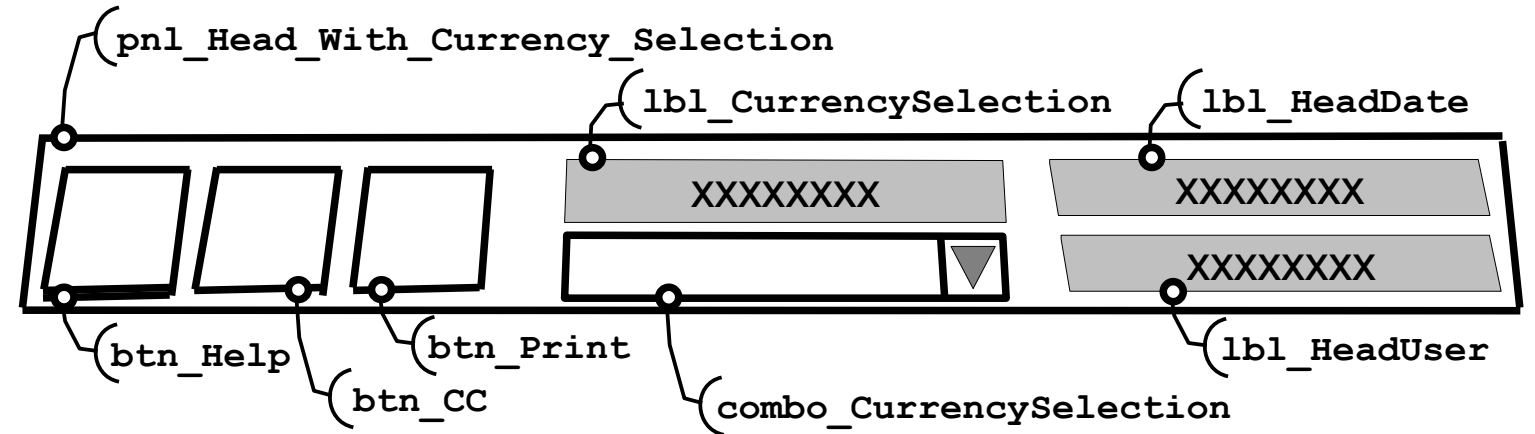 pnl_Head_With_Currency_Selection
lbl_CurrencySelection
lbl_HeadDate
XXXXXXXX
XXXXXXXX
XXXXXXXX
btn_Help
btn_Print
lbl_HeadUser
btn_CC
combo_CurrencySelection